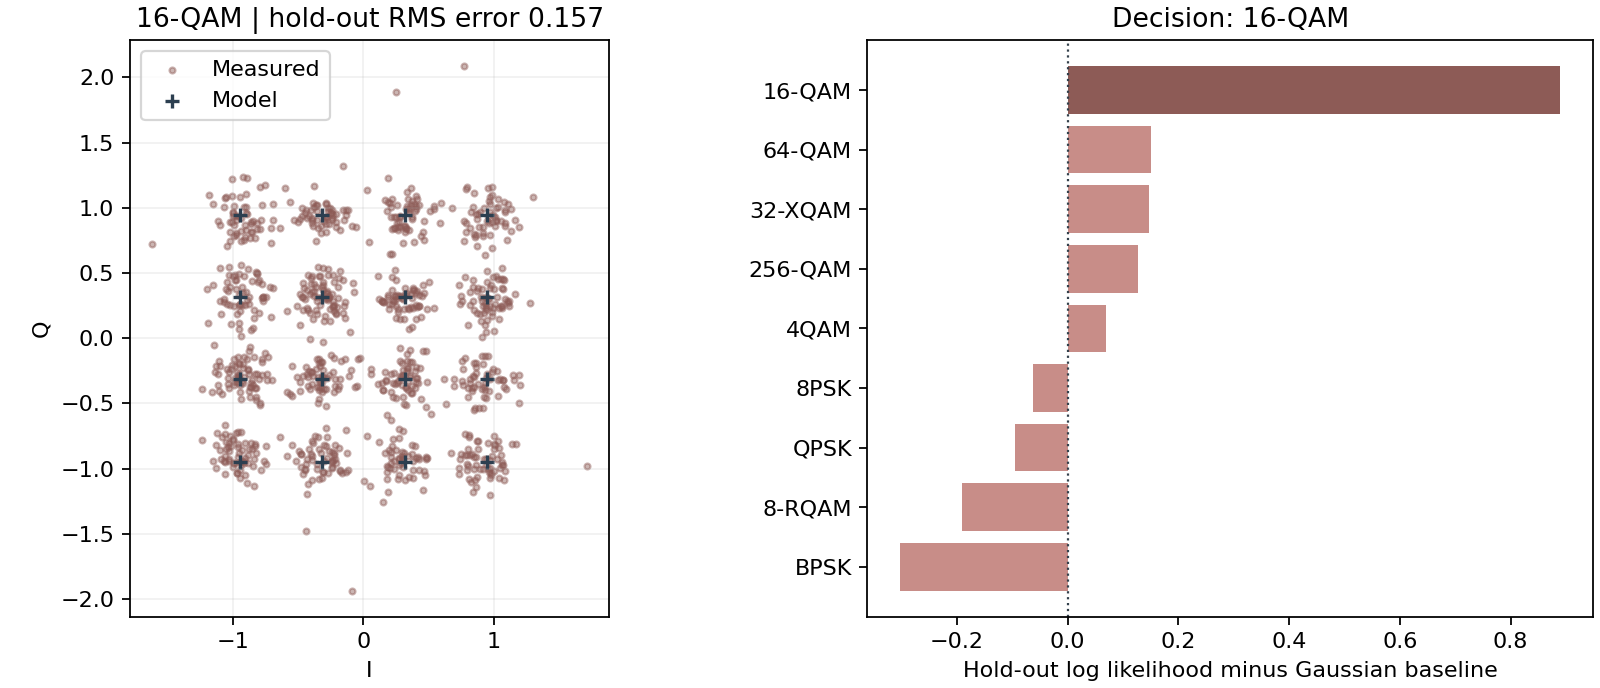 16-QAM | hold-out RMS error 0.157
Measured
Model
2.0
1.5
1.0
0.5
0.0
−0.5
−1.0
−1.5
−2.0
Q
−1
0
1
I
Decision: 16-QAM
16-QAM
64-QAM
32-XQAM
256-QAM
4QAM
8PSK
QPSK
8-RQAM
BPSK
−0.2
0.0
0.2
0.4
0.6
0.8
Hold-out log likelihood minus Gaussian baseline